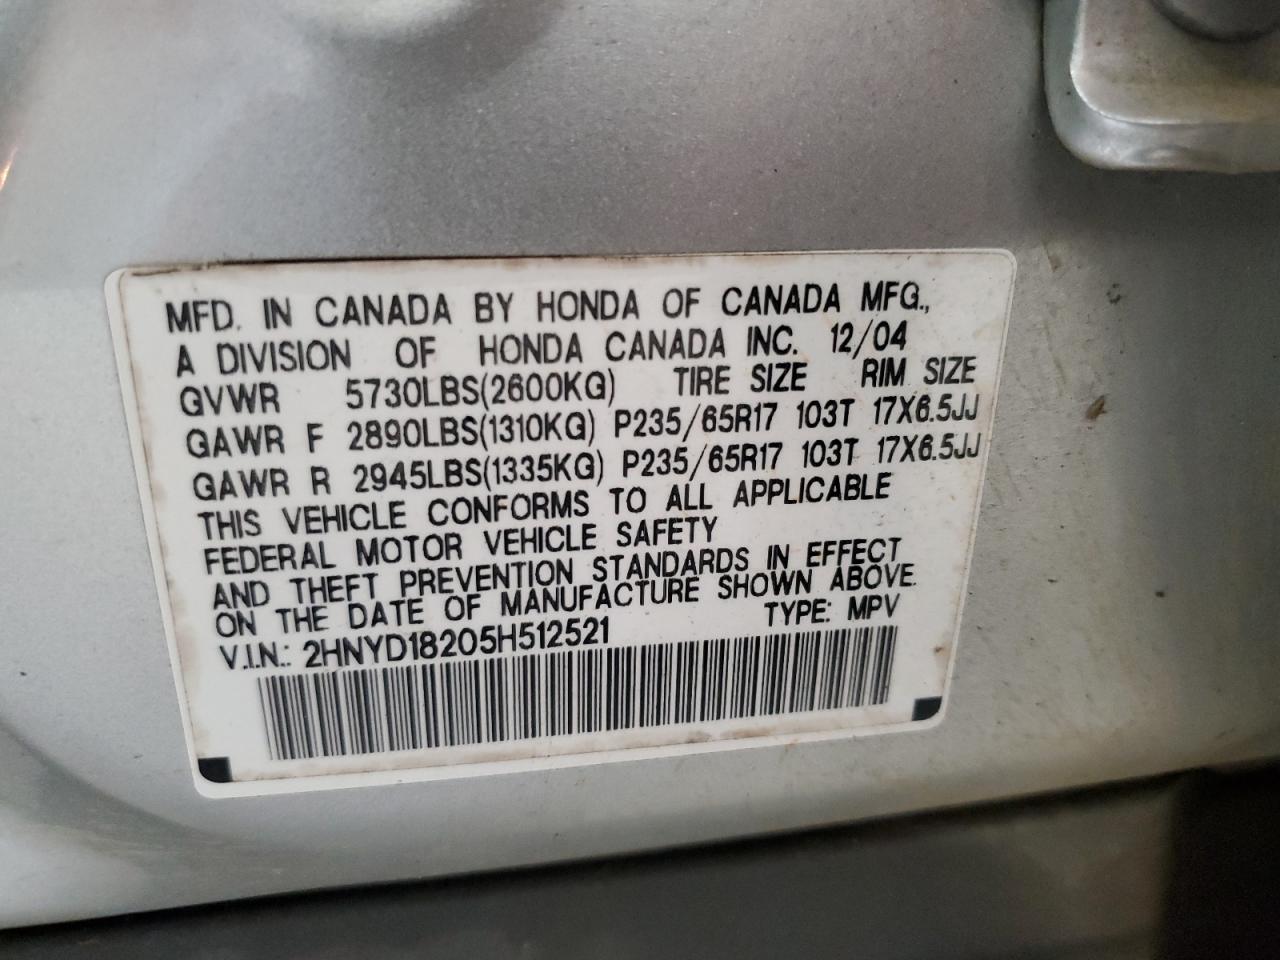 MFD. IN CANADA BY HONDA OF CANADA MFG.,
A DIVISION OF HONDA CANADA INC. 12/04
GVWR 5730LBS(2600KG) TIRE SIZE RIM SIZE
GAWR F 2890LBS(1310KG) P235/65R17 103T 17X6.5JJ
GAWR R 2945LBS(1335KG) P235/65R17 103T 17X6.5JJ
THIS VEHICLE CONFORMS TO ALL APPLICABLE
FEDERAL MOTOR VEHICLE SAFETY
AND THEFT PREVENTION STANDARDS IN EFFECT
ON THE DATE OF MANUFACTURE SHOWN ABOVE.
V.I.N.: 2HNYD18205H512521 TYPE: MPV